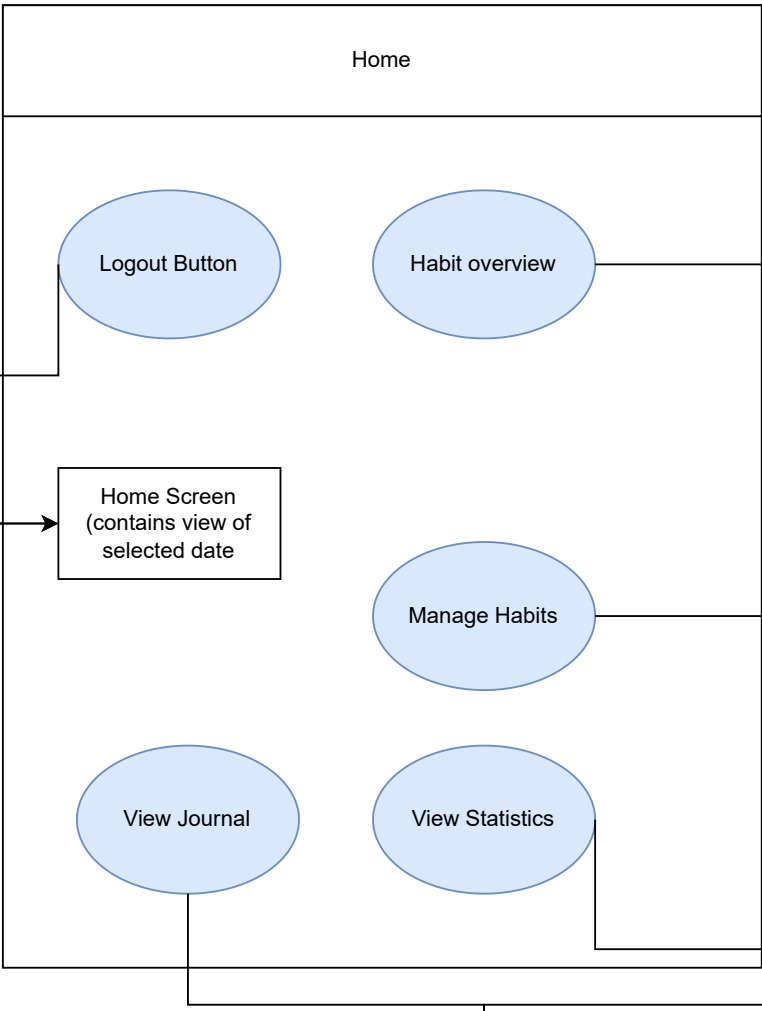 Home
Logout Button
Habit overview
Home Screen
(contains view of
selected date
Manage Habits
View Journal
View Statistics